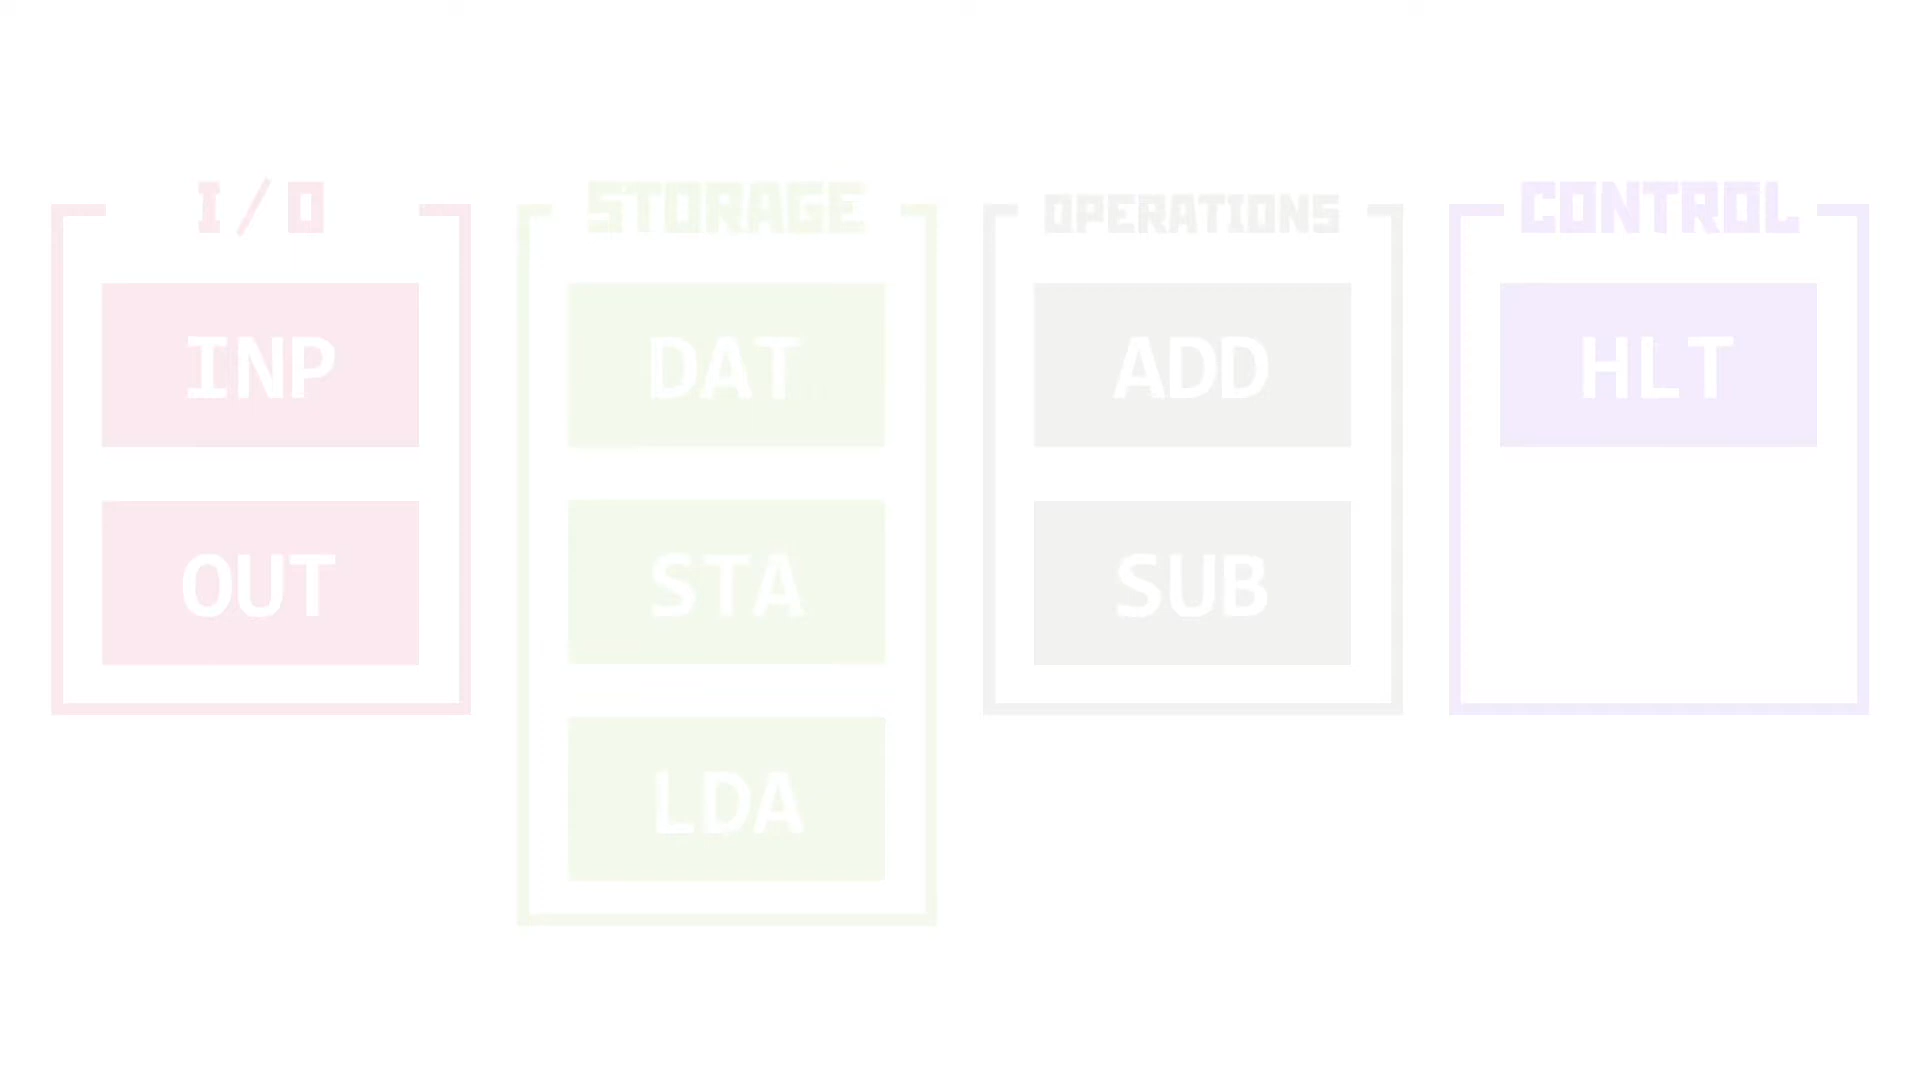 I/O
INP
OUT
STORAGE
DAT
STA
LDA
OPERATIONS
ADD
SUB
CONTROL
HLT